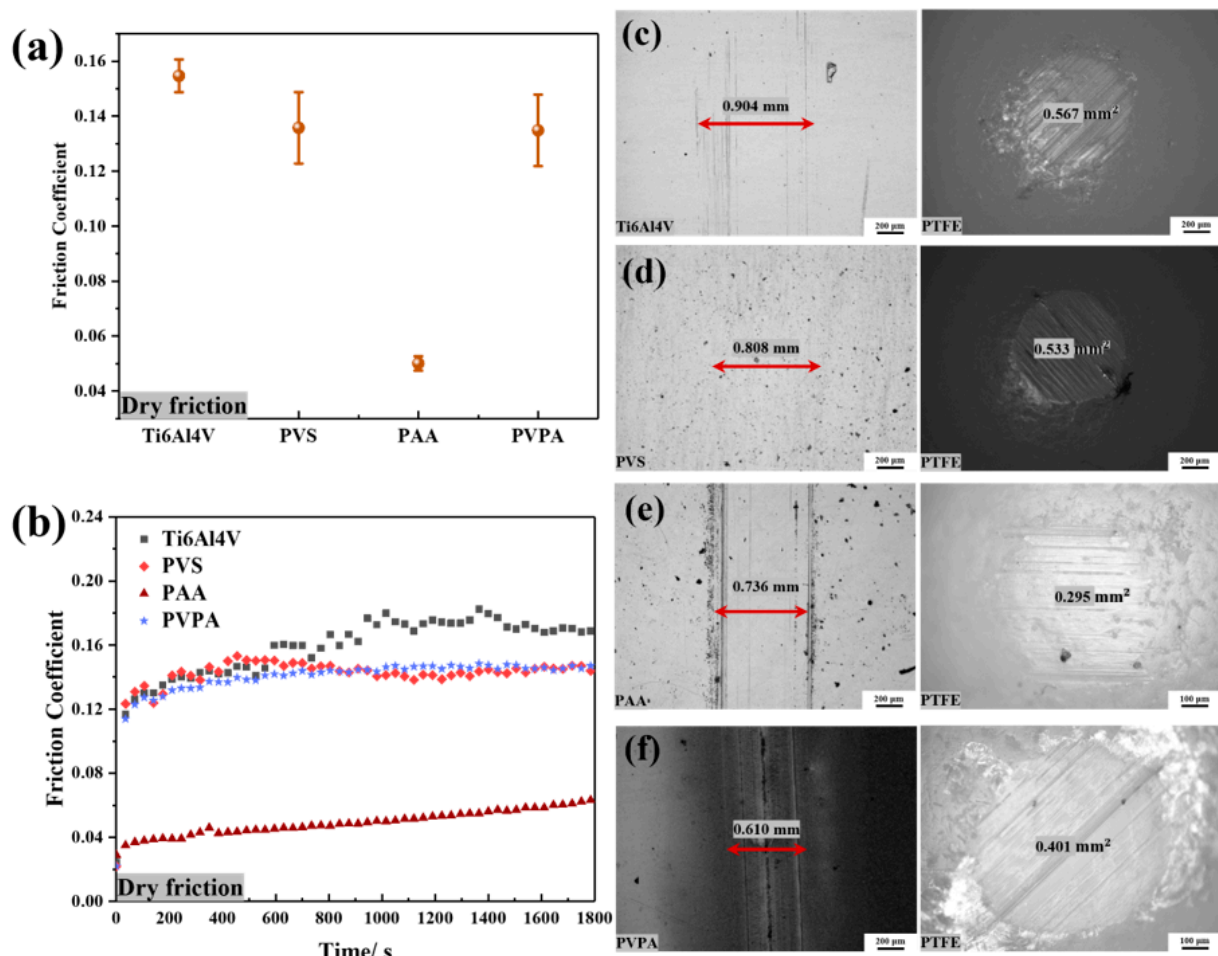 (a)
Friction Coefficient
0.16
0.14
0.12
0.10
0.08
0.06
0.04
Dry friction
Ti6Al4V PVS PAA PVPA
(b)
Friction Coefficient
0.24
0.20
0.16
0.12
0.08
0.04
0.00
Ti6Al4V
PVS
PAA
PVPA
Dry friction
0 200 400 600 800 1000 1200 1400 1600 1800
Time/ s
(c)
0.904 mm
Ti6Al4V
200 μm
0.567 mm²
PTFE
200 μm
(d)
0.808 mm
PVS
200 μm
0.533 mm²
PTFE
200 μm
(e)
0.736 mm
PAA
200 μm
0.295 mm²
PTFE
100 μm
(f)
0.610 mm
PVPA
200 μm
0.401 mm²
PTFE
100 μm